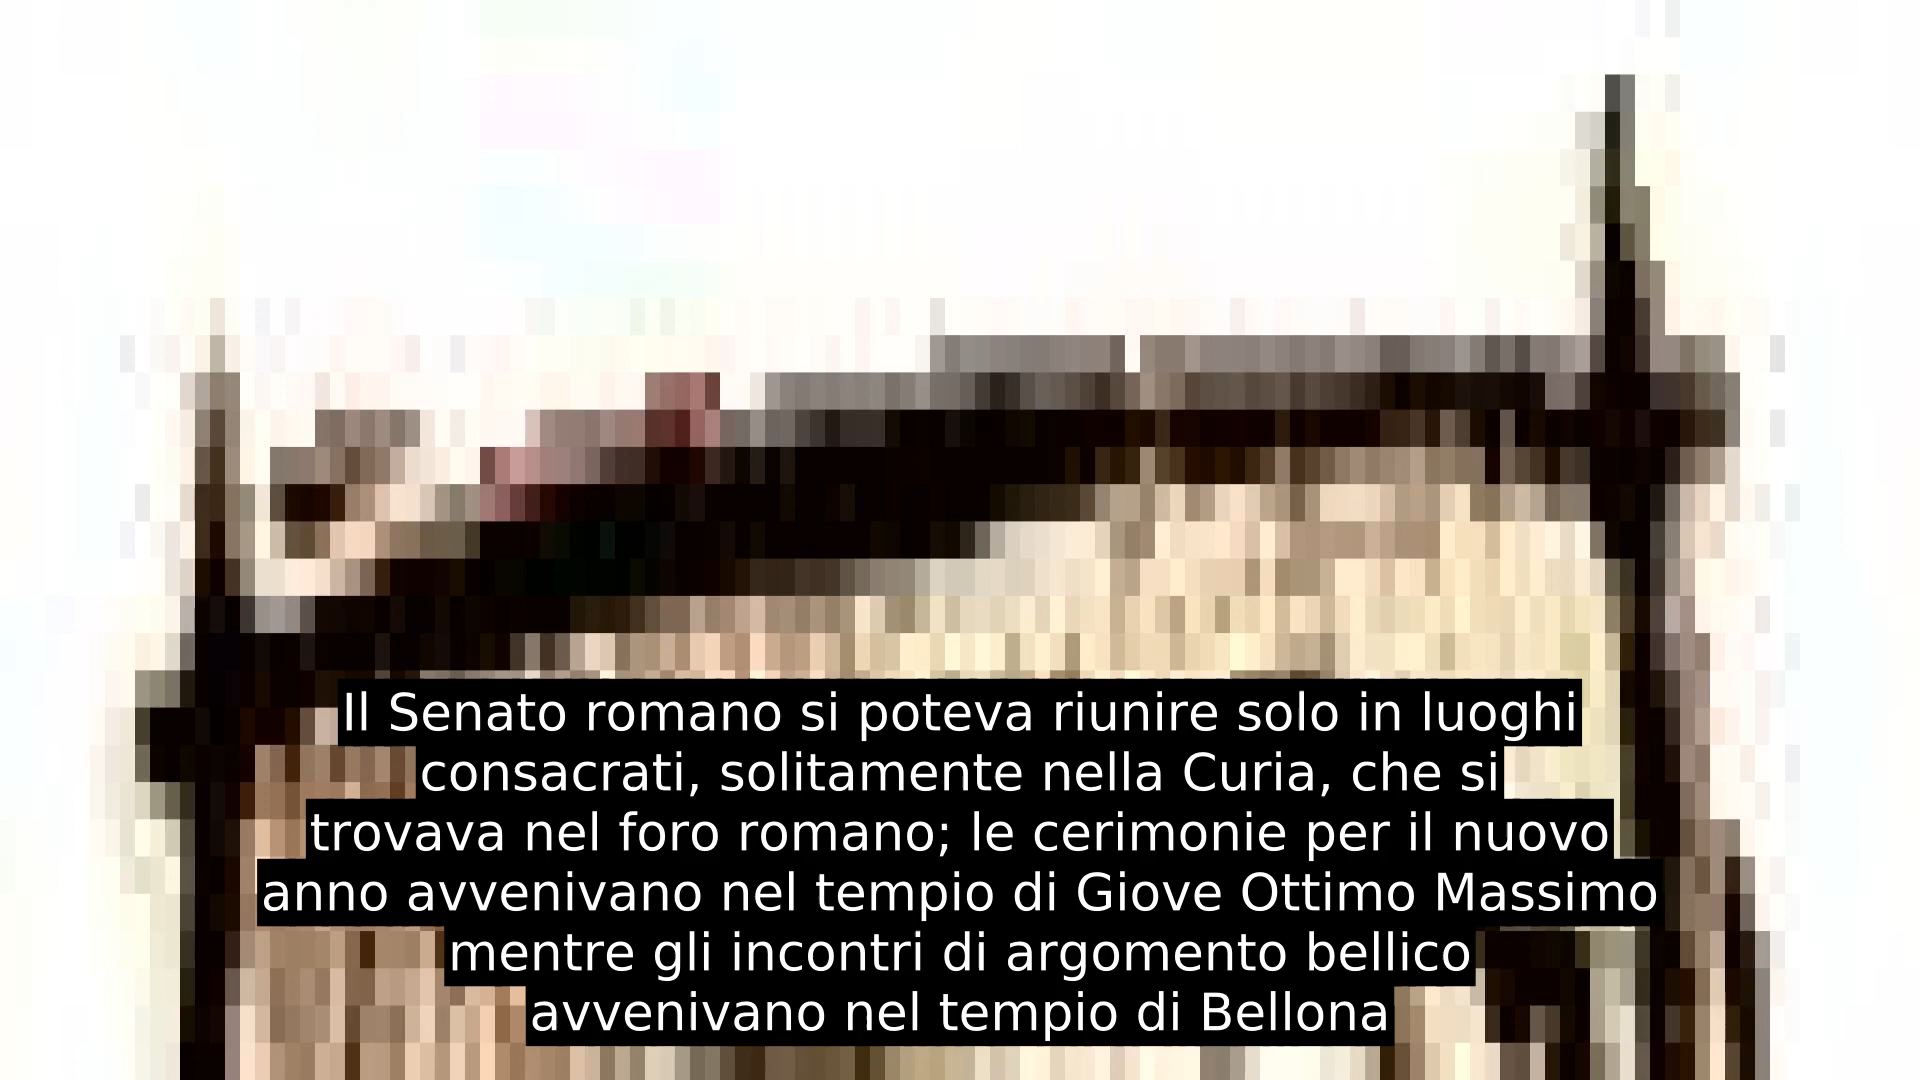 Il Senato romano si poteva riunire solo in luoghi
consacrati, solitamente nella Curia, che si
trovava nel foro romano; le cerimonie per il nuovo
anno avvenivano nel tempio di Giove Ottimo Massimo
mentre gli incontri di argomento bellico
avvenivano nel tempio di Bellona